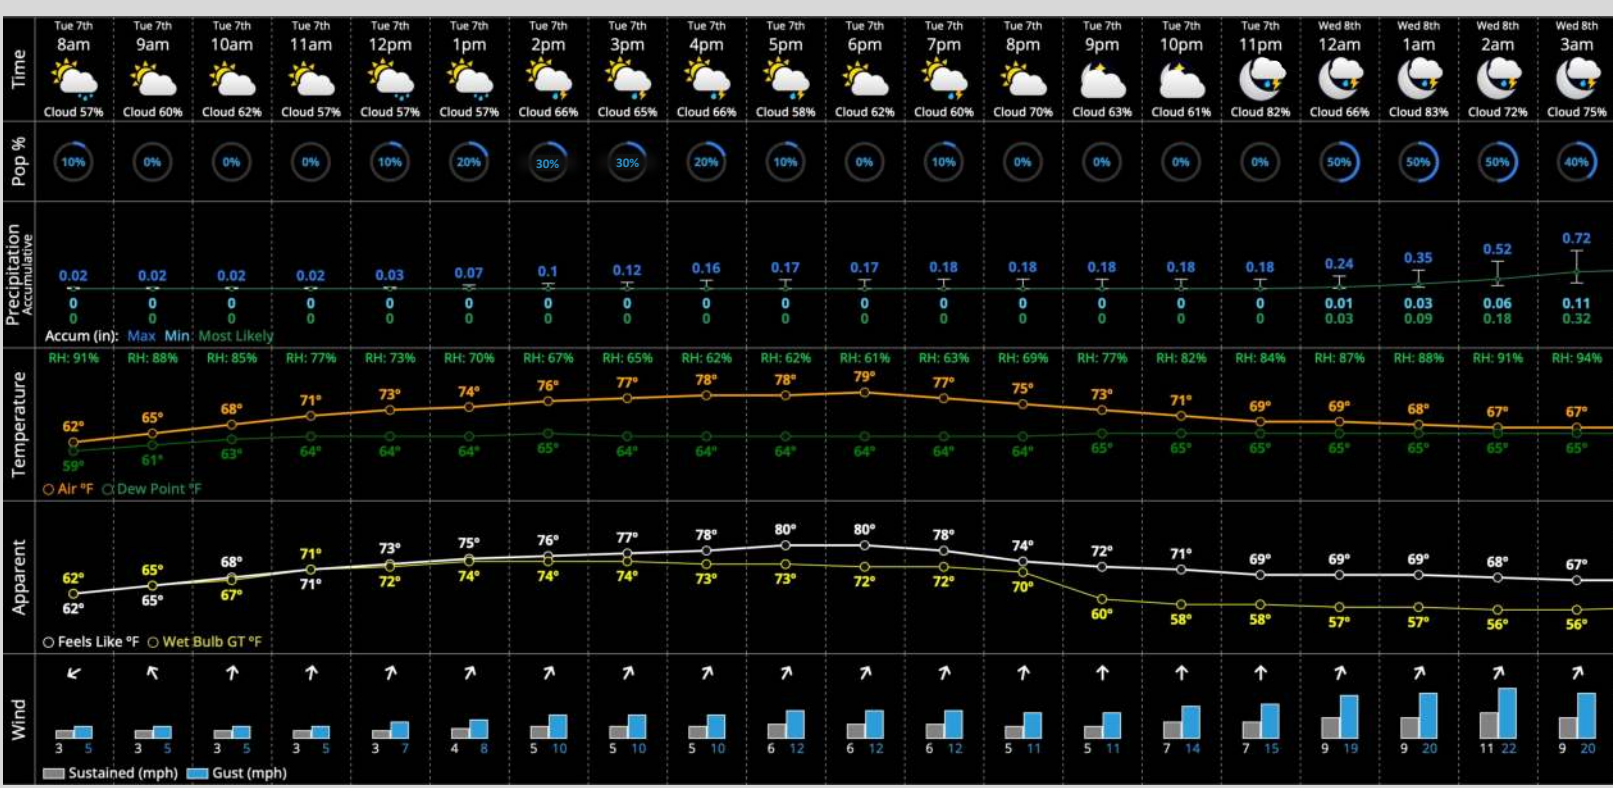 Tue 7th Tue 7th Tue 7th Tue 7th Tue 7th Tue 7th Tue 7th Tue 7th Tue 7th Tue 7th Tue 7th Tue 7th Tue 7th Tue 7th Tue 7th Tue 7th Wed 8th Wed 8th Wed 8th Wed 8th
Time 8am 9am 10am 11am 12pm 1pm 2pm 3pm 4pm 5pm 6pm 7pm 8pm 9pm 10pm 11pm 12am 1am 2am 3am
Cloud 57% Cloud 60% Cloud 62% Cloud 57% Cloud 57% Cloud 57% Cloud 66% Cloud 65% Cloud 66% Cloud 58% Cloud 62% Cloud 60% Cloud 70% Cloud 63% Cloud 61% Cloud 82% Cloud 66% Cloud 83% Cloud 72% Cloud 75%
Pop % 10% 0% 0% 0% 10% 20% 30% 30% 20% 10% 0% 10% 0% 0% 0% 0% 50% 50% 50% 40%
Precipitation
Accumulative
0.02 0.02 0.02 0.02 0.03 0.07 0.1 0.12 0.16 0.17 0.17 0.18 0.18 0.18 0.18 0.18 0.24 0.35 0.52 0.72
0 0 0 0 0 0 0 0 0 0 0 0 0 0 0 0 0.01 0.03 0.06 0.11
0 0 0 0 0 0 0 0 0 0 0 0 0 0 0 0 0.03 0.09 0.18 0.32
Accum (in): Max Min Most Likely
Temperature
RH: 91% RH: 88% RH: 85% RH: 77% RH: 73% RH: 70% RH: 67% RH: 65% RH: 62% RH: 62% RH: 61% RH: 63% RH: 69% RH: 77% RH: 82% RH: 84% RH: 87% RH: 88% RH: 91% RH: 94%
62° 65° 68° 71° 73° 74° 76° 77° 78° 78° 79° 77° 75° 73° 71° 69° 69° 68° 67° 67°
59° 61° 63° 64° 64° 64° 65° 64° 64° 64° 64° 64° 64° 65° 65° 65° 65° 65° 65° 65°
Air °F Dew Point °F
Apparent
62° 65° 68° 71° 73° 75° 76° 77° 78° 80° 80° 78° 74° 72° 71° 69° 69° 69° 68° 67°
62° 65° 67° 71° 72° 74° 74° 74° 73° 73° 72° 72° 70° 60° 58° 58° 57° 57° 56° 56°
Feels Like °F Wet Bulb GT °F
Wind
3 5 3 5 3 5 3 5 3 7 4 8 5 10 5 10 5 10 6 12 6 12 6 12 5 11 5 11 7 14 7 15 9 19 9 20 11 22 9 20
Sustained (mph) Gust (mph)